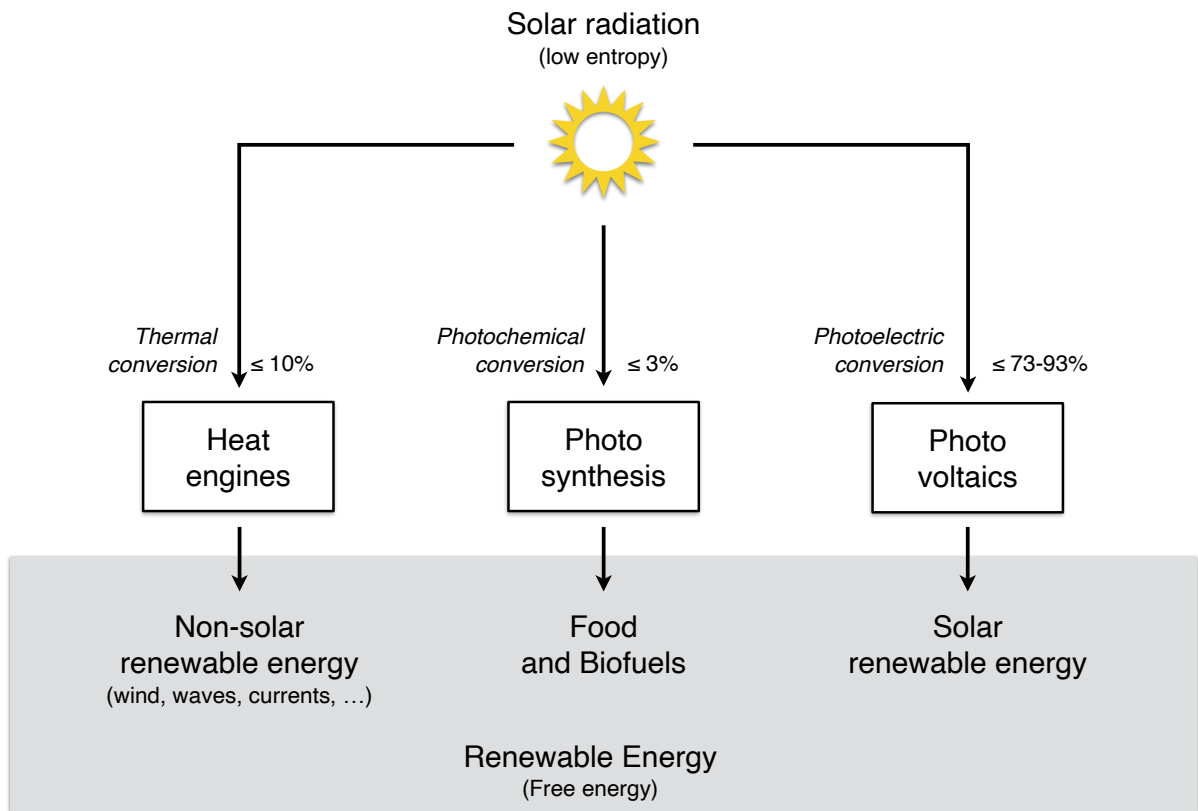 Solar radiation
(low entropy)
Thermal
conversion
≤ 10%
Photochemical
conversion
≤ 3%
Photoelectric
conversion
≤ 73-93%
Heat
engines
Photo
synthesis
Photo
voltaics
Non-solar
renewable energy
(wind, waves, currents, …)
Food
and Biofuels
Solar
renewable energy
Renewable Energy
(Free energy)